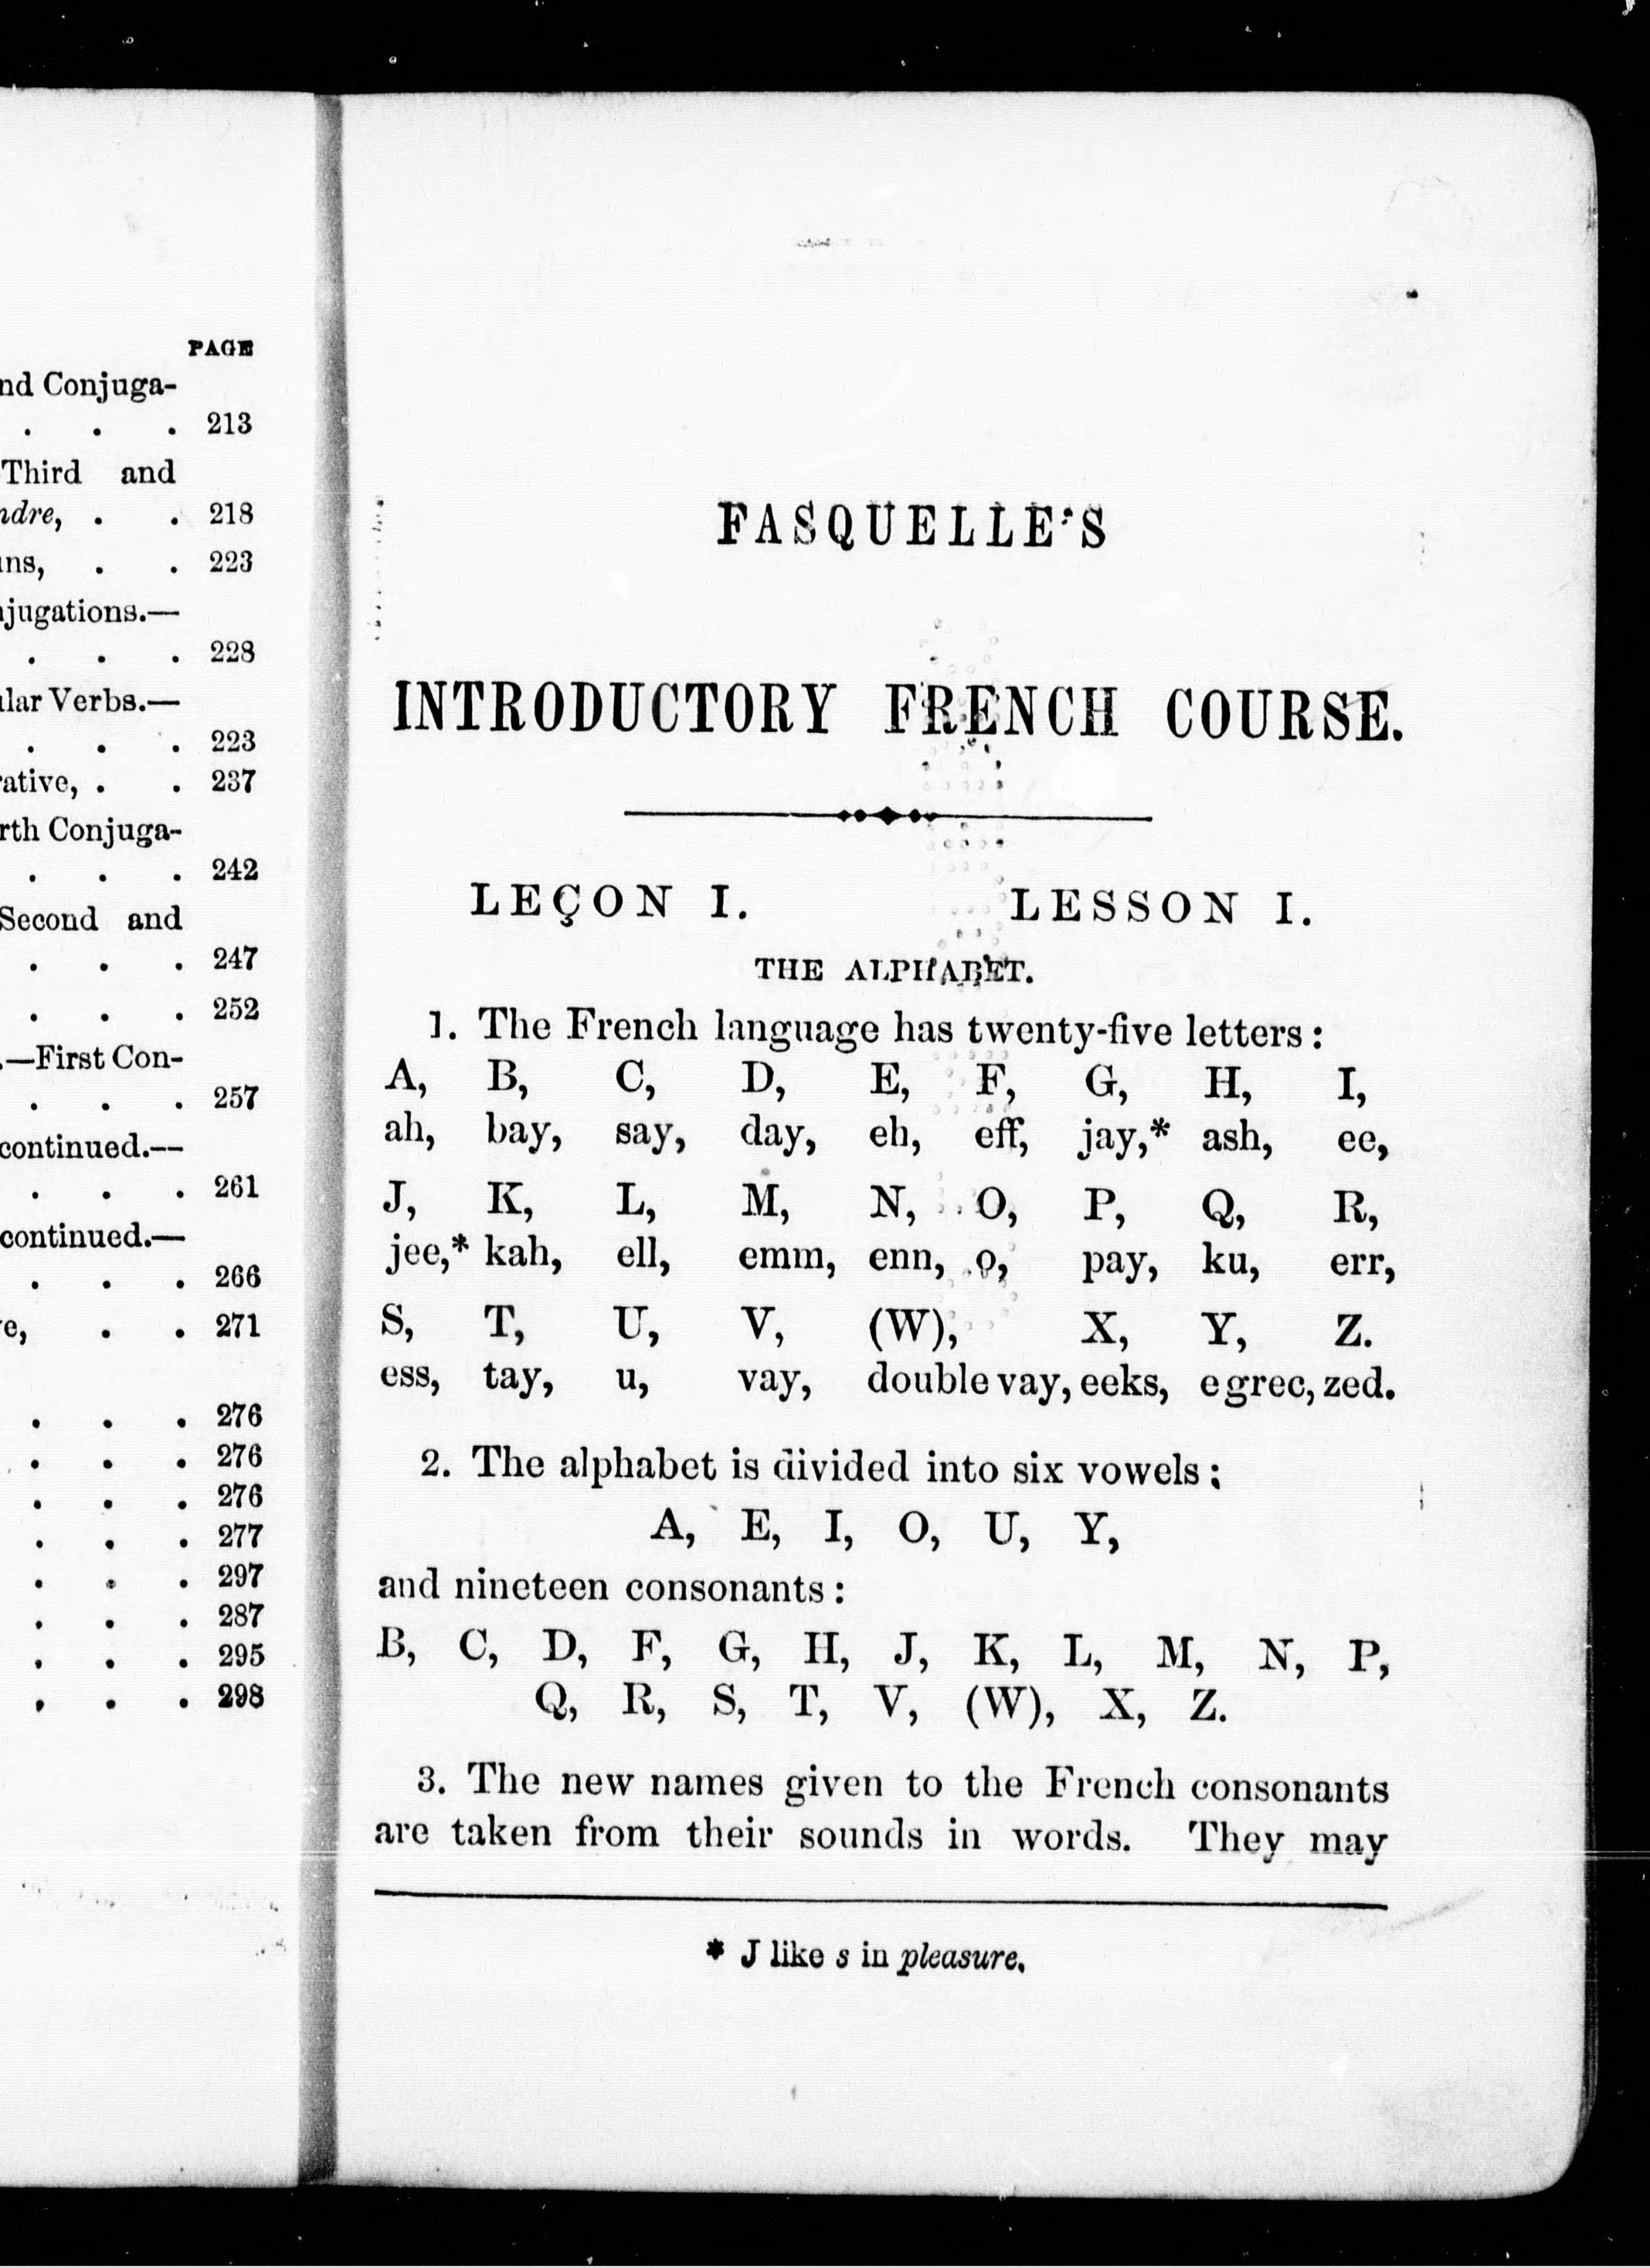 PAGE
nd Conjuga-
. . . 213
Third and
ndre, . . 218
ns, . . 223
jugations.—
. . . 228
lar Verbs.—
. . . 223
ative, . . 237
rth Conjuga-
. . . 242
Second and
. . . 247
. . . 252
.—First Con-
. . . 257
continued.—
. . . 261
continued.—
. . . 266
e, . . 271
. . . 276
. . . 276
. . . 276
. . . 277
. . . 297
. . . 287
. . . 295
. . . 298
FASQUELLE'S
INTRODUCTORY FRENCH COURSE.
LEÇON I. LESSON I.
THE ALPHABET.
1. The French language has twenty-five letters:
A, B, C, D, E, F, G, H, I,
ah, bay, say, day, eh, eff, jay,* ash, ee,
J, K, L, M, N, O, P, Q, R,
jee,* kah, ell, emm, enn, o, pay, ku, err,
S, T, U, V, (W), X, Y, Z.
ess, tay, u, vay, double vay, eeks, e grec, zed.
2. The alphabet is divided into six vowels;
A, E, I, O, U, Y,
and nineteen consonants:
B, C, D, F, G, H, J, K, L, M, N, P,
Q, R, S, T, V, (W), X, Z.
3. The new names given to the French consonants
are taken from their sounds in words. They may
* J like s in pleasure.